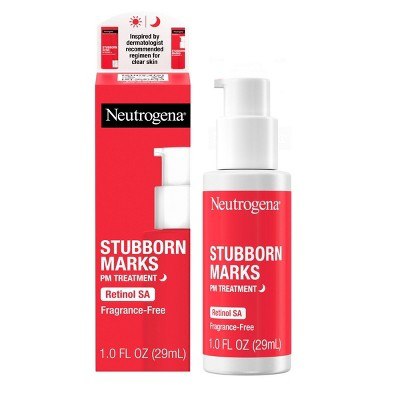 Inspired by
dermatologist
recommended
regimen for
clear skin
Neutrogena®
STUBBORN
MARKS
PM TREATMENT
Retinol SA
Fragrance-Free
1.0 FL OZ (29mL)
Neutrogena®
STUBBORN
MARKS
PM TREATMENT
Retinol SA
Fragrance-Free
1.0 FL OZ (29mL)